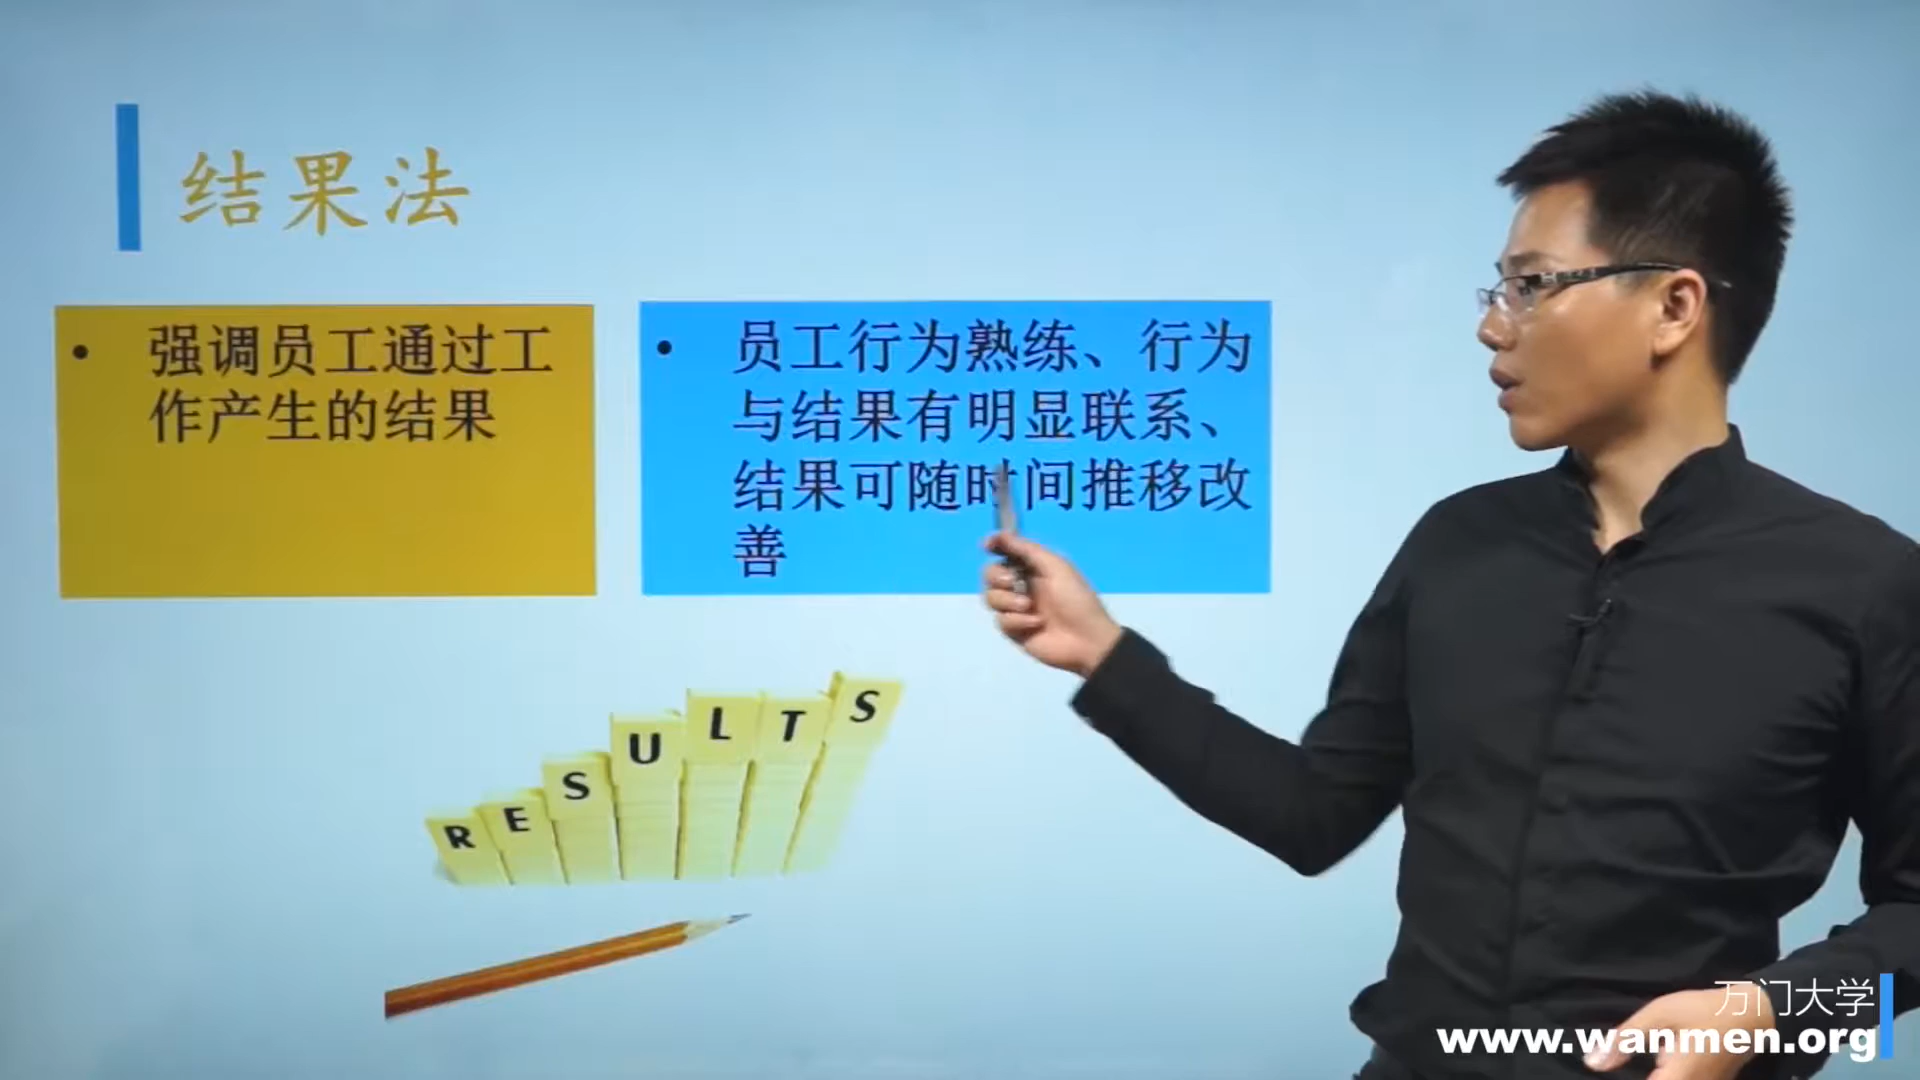 结果法
• 强调员工通过工
作产生的结果
• 员工行为熟练、行为
与结果有明显联系、
结果可随时间推移改
善
RESULTS
万门大学
www.wanmen.org